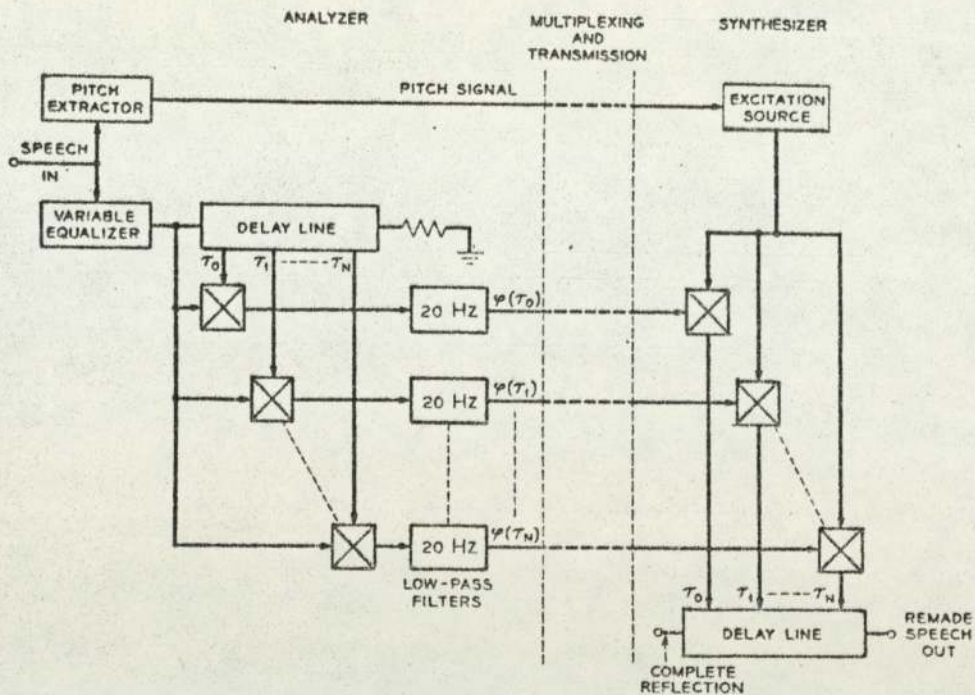 ANALYZER
MULTIPLEXING
AND
TRANSMISSION
SYNTHESIZER
PITCH
EXTRACTOR
PITCH SIGNAL
EXCITATION
SOURCE
SPEECH
IN
VARIABLE
EQUALIZER
DELAY LINE
τ0 τ1 τN
20 HZ
φ(τ0)
20 HZ
φ(τ1)
20 HZ
φ(τN)
LOW-PASS
FILTERS
τ0 τ1 τN
DELAY LINE
REMADE
SPEECH
OUT
COMPLETE
REFLECTION